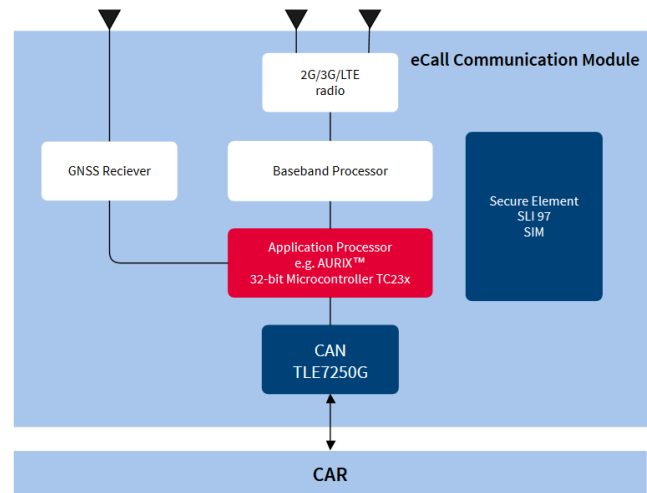 eCall Communication Module
2G/3G/LTE
radio
GNSS Reciever
Baseband Processor
Secure Element
SLI 97
SIM
Application Processor
e.g. AURIX™
32-bit Microcontroller TC23x
CAN
TLE7250G
CAR